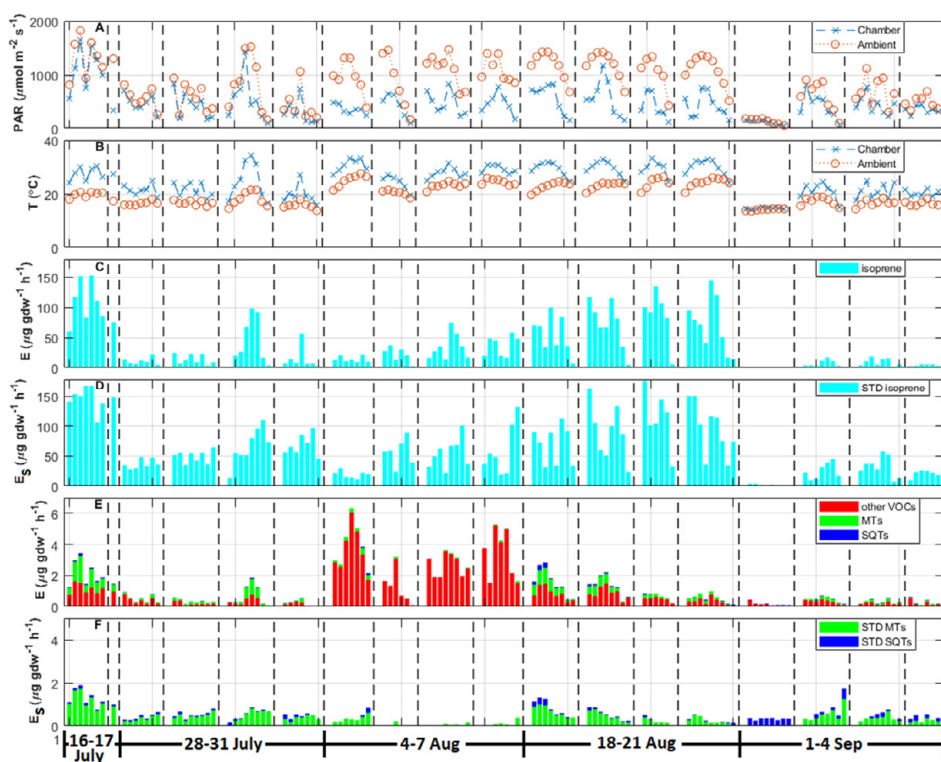 A
PAR (µmol m⁻² s⁻¹)
2000
1000
0
Chamber
Ambient
B
T (°C)
40
20
0
Chamber
Ambient
C
E (µg gdw⁻¹ h⁻¹)
150
100
50
0
isoprene
D
E_S (µg gdw⁻¹ h⁻¹)
150
100
50
0
STD isoprene
E
E (µg gdw⁻¹ h⁻¹)
6
4
2
0
other VOCs
MTs
SQTs
F
E_S (µg gdw⁻¹ h⁻¹)
4
2
0
1
STD MTs
STD SQTs
16-17 July
28-31 July
4-7 Aug
18-21 Aug
1-4 Sep